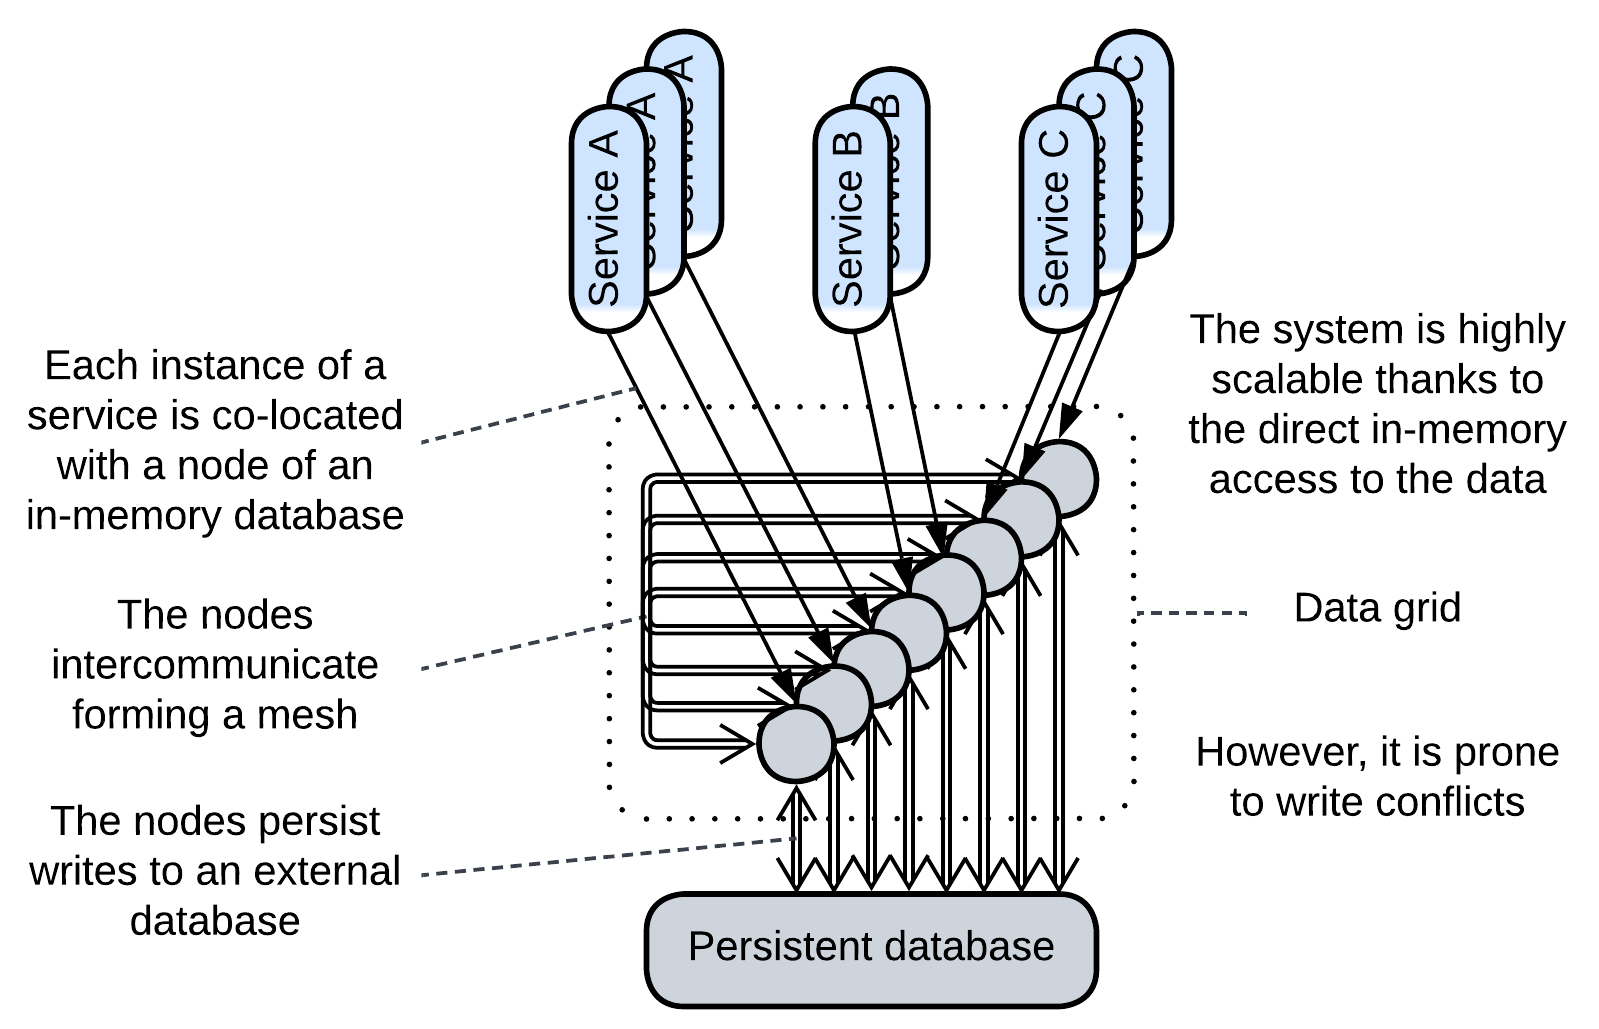 Service A
Service A
Service A
Service B
Service B
Service C
Service C
Service C
Each instance of a
service is co-located
with a node of an
in-memory database
The nodes
intercommunicate
forming a mesh
The nodes persist
writes to an external
database
The system is highly
scalable thanks to
the direct in-memory
access to the data
Data grid
However, it is prone
to write conflicts
Persistent database